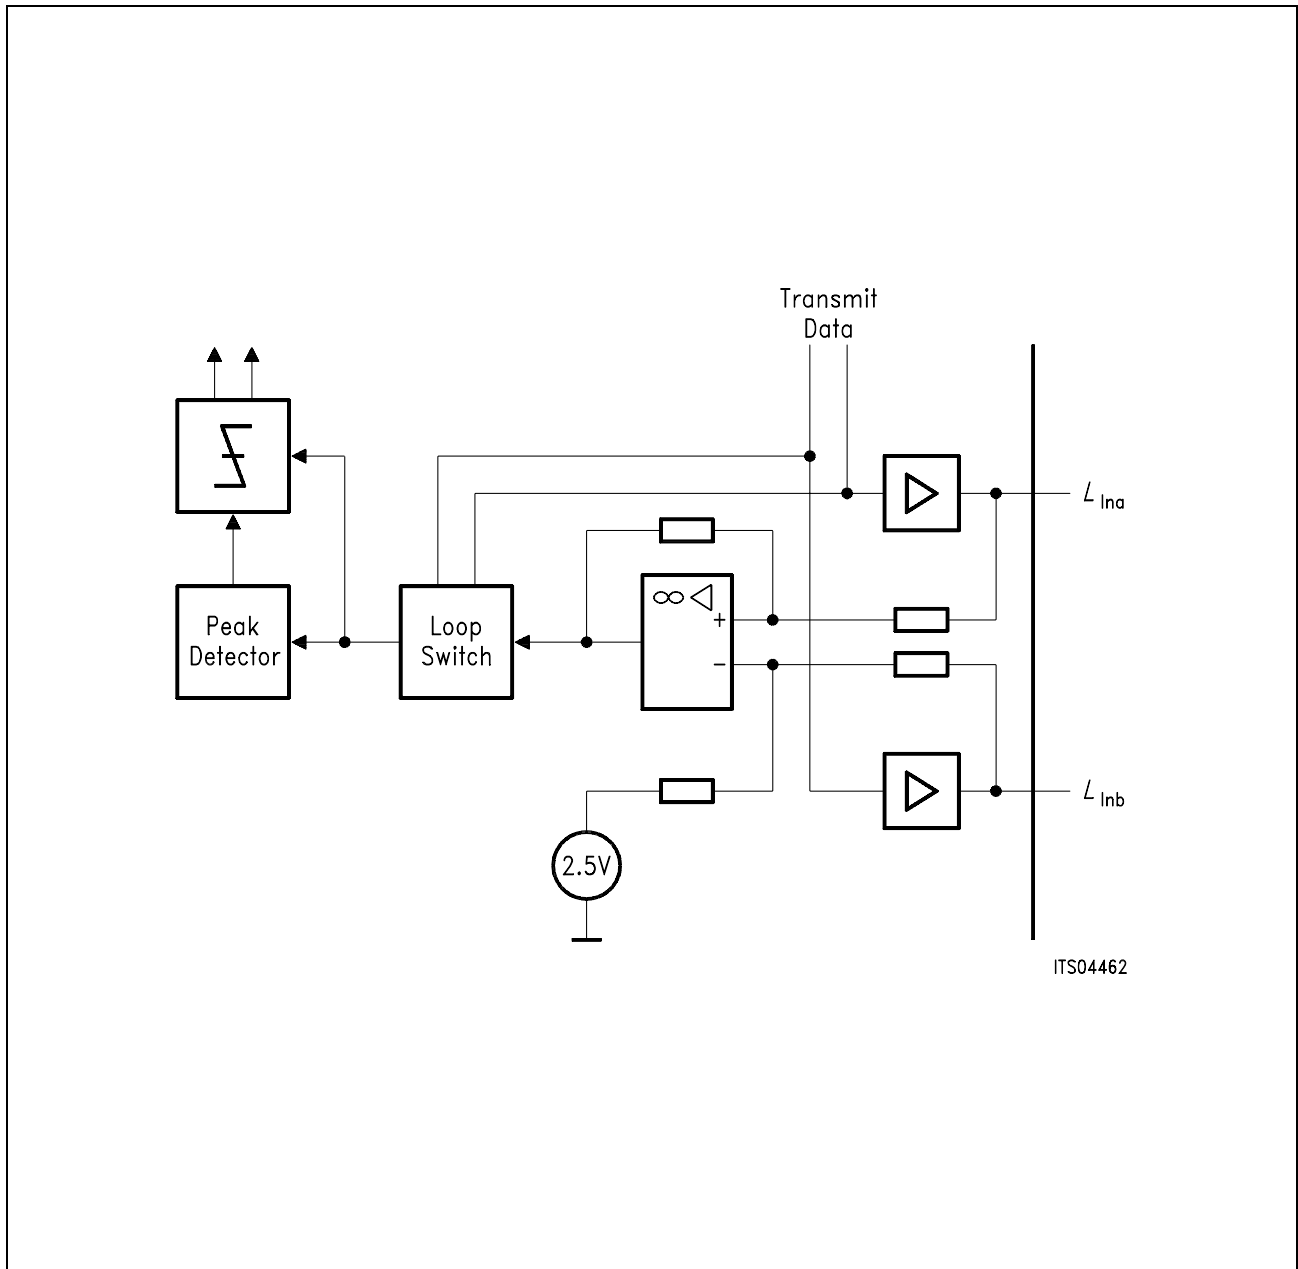 Transmit
Data
L Ina
Peak
Detector
Loop
Switch
∞
+
−
L Inb
2.5V
ITS04462